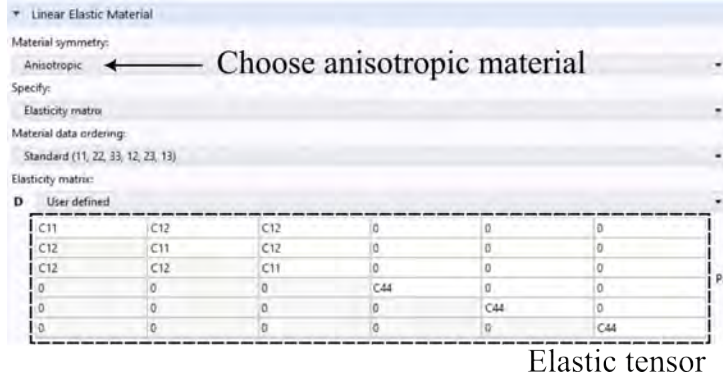 Linear Elastic Material
Material symmetry:
Anisotropic Choose anisotropic material
Specify:
Elasticity matrix
Material data ordering:
Standard (11, 22, 33, 12, 23, 13)
Elasticity matrix:
D User defined
C11 C12 C12 0 0 0
C12 C11 C12 0 0 0
C12 C12 C11 0 0 0
0 0 0 C44 0 0
0 0 0 0 C44 0
0 0 0 0 0 C44
P
Elastic tensor